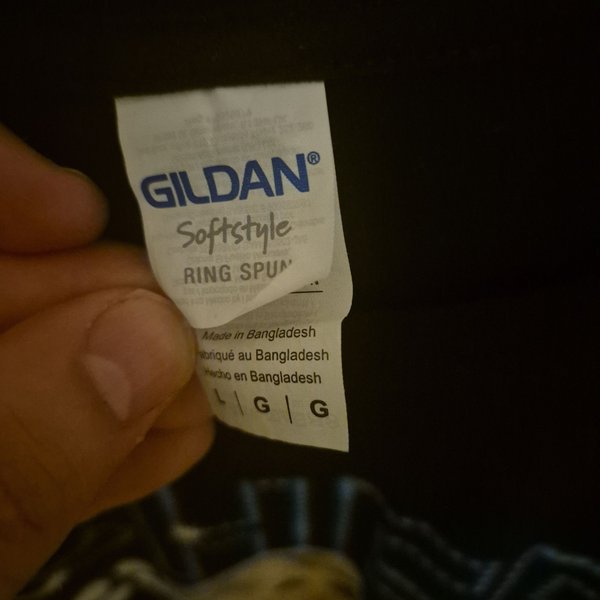 GILDAN®
Softstyle
RING SPUN
Made in Bangladesh
abriqué au Bangladesh
Hecho en Bangladesh
L | G | G